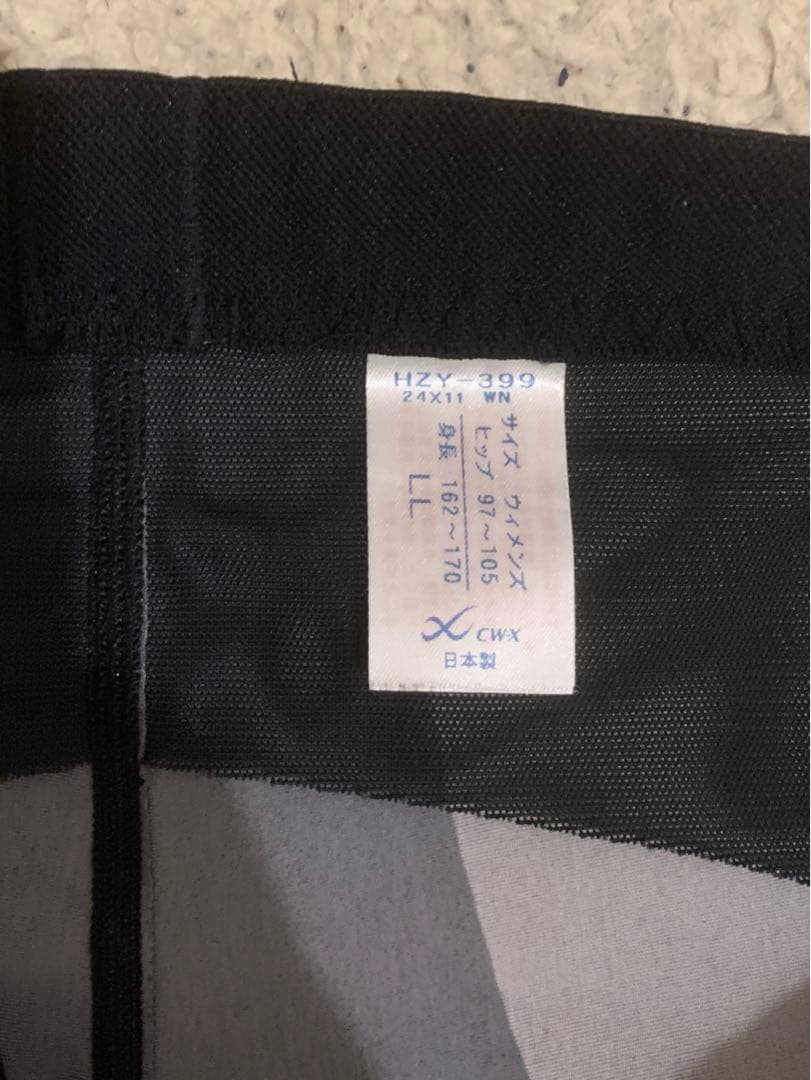 HZY-399
24X11 WN
サイズ ウィメンズ
ヒップ 97～105
身長 162～170
LL
CW-X
日本製